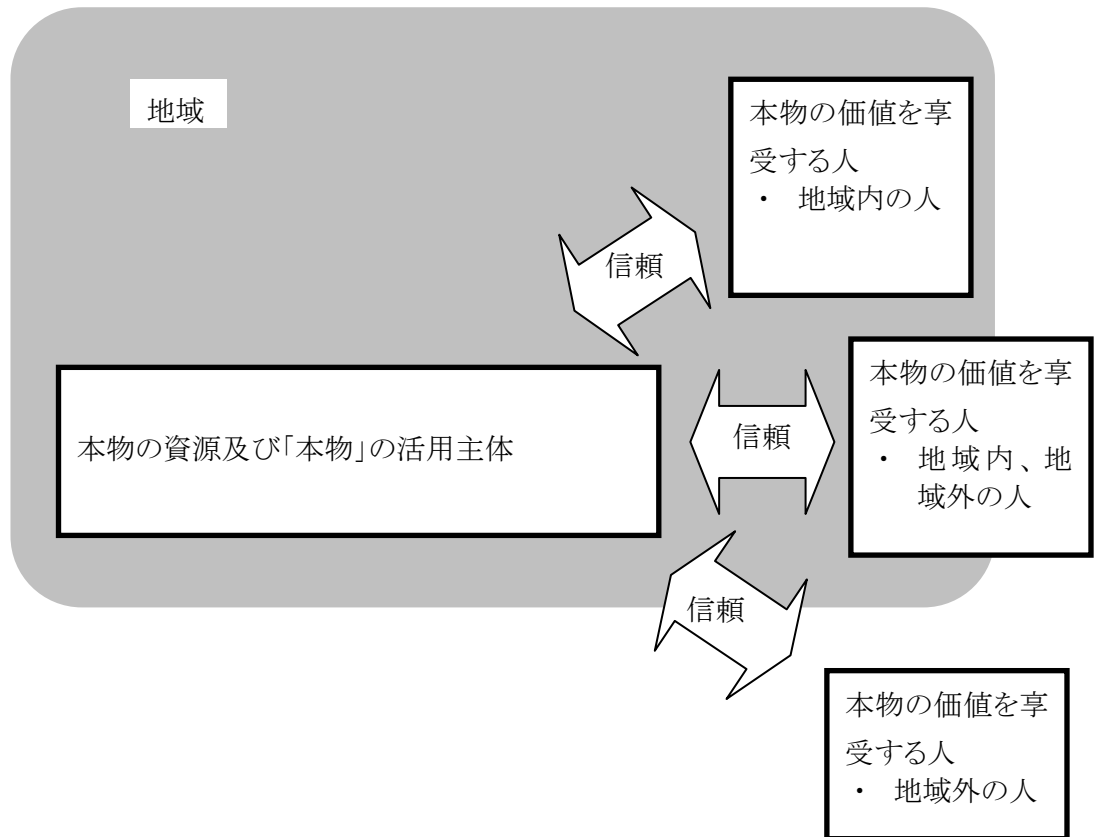 地域
本物の価値を享
受する人
・ 地域内の人
信頼
本物の資源及び「本物」の活用主体
信頼
本物の価値を享
受する人
・ 地域内、地
域外の人
信頼
本物の価値を享
受する人
・ 地域外の人